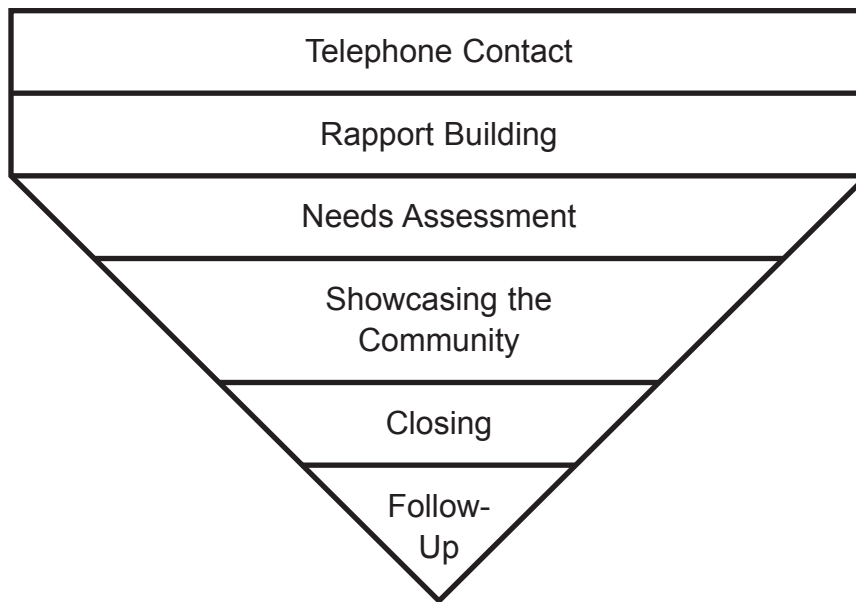 Telephone Contact
Rapport Building
Needs Assessment
Showcasing the
Community
Closing
Follow-
Up